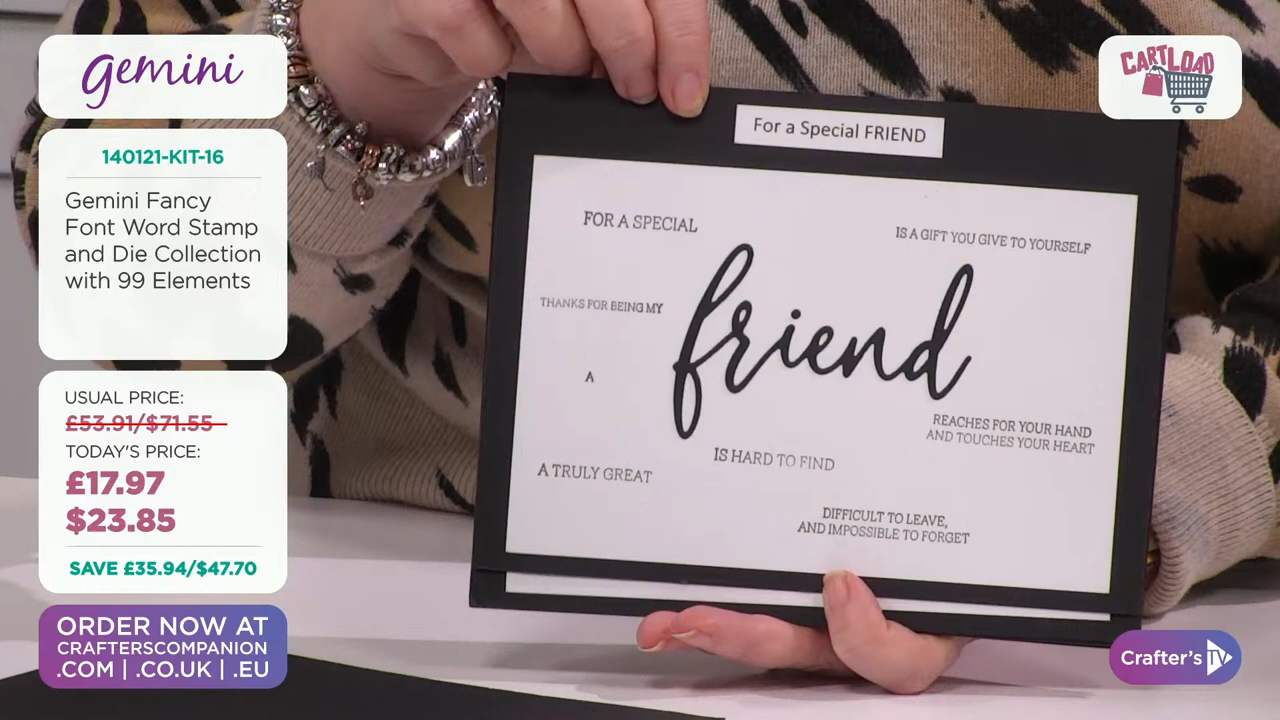 gemini
140121-KIT-16
Gemini Fancy
Font Word Stamp
and Die Collection
with 99 Elements
USUAL PRICE:
£53.91/$71.55
TODAY'S PRICE:
£17.97
$23.85
SAVE £35.94/$47.70
ORDER NOW AT
CRAFTERSCOMPANION
.COM | .CO.UK | .EU
CARTLOAD
For a Special FRIEND
FOR A SPECIAL
IS A GIFT YOU GIVE TO YOURSELF
THANKS FOR BEING MY
friend
A
REACHES FOR YOUR HAND
AND TOUCHES YOUR HEART
IS HARD TO FIND
A TRULY GREAT
DIFFICULT TO LEAVE,
AND IMPOSSIBLE TO FORGET
Crafter's TV